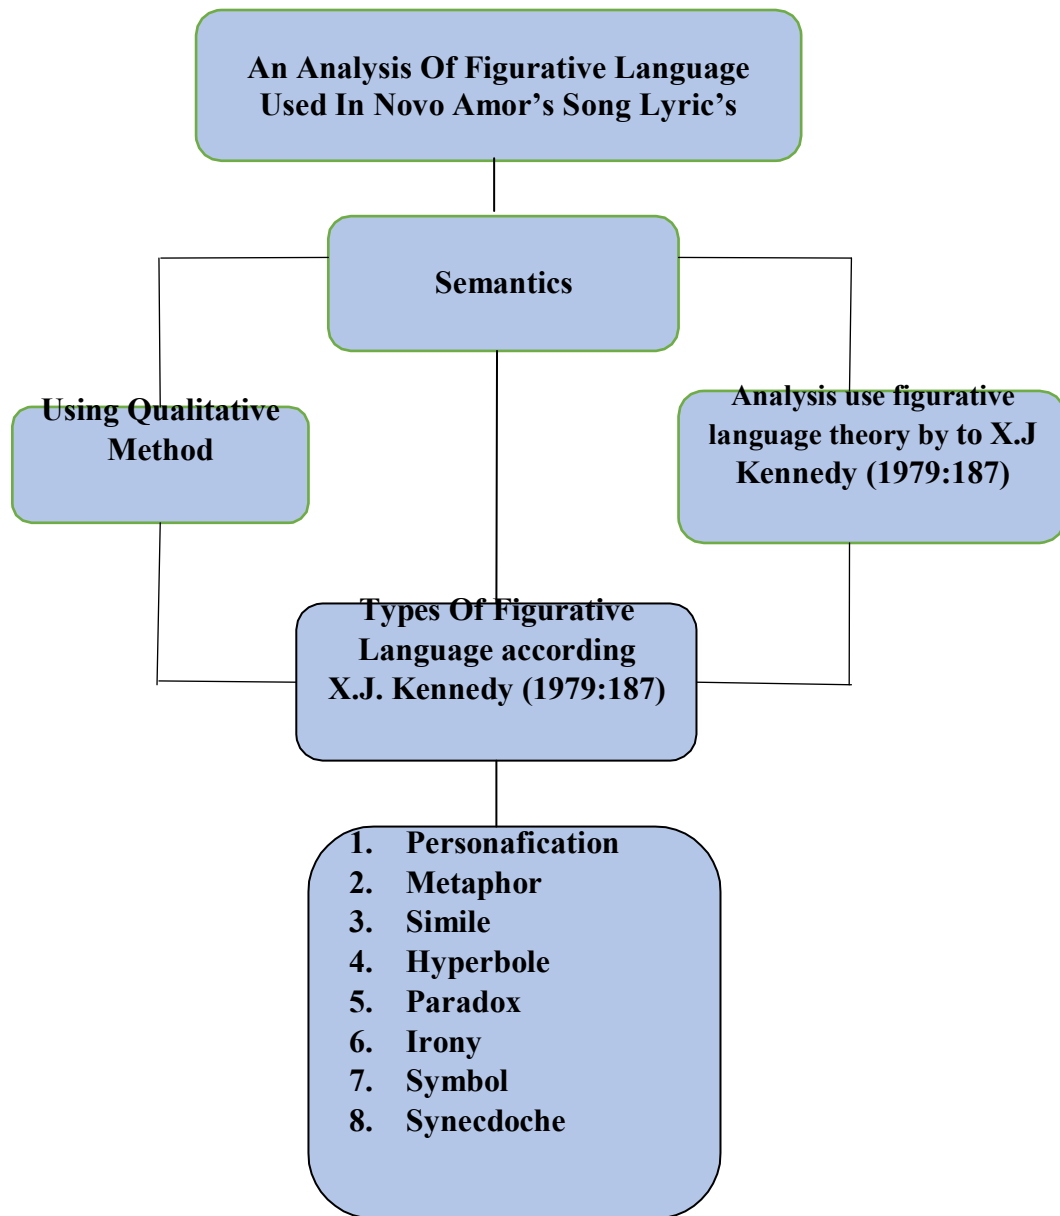 An Analysis Of Figurative Language
Used In Novo Amor’s Song Lyric’s
Semantics
Using Qualitative
Method
Analysis use figurative
language theory by to X.J
Kennedy (1979:187)
Types Of Figurative
Language according
X.J. Kennedy (1979:187)
1. Personafication
2. Metaphor
3. Simile
4. Hyperbole
5. Paradox
6. Irony
7. Symbol
8. Synecdoche